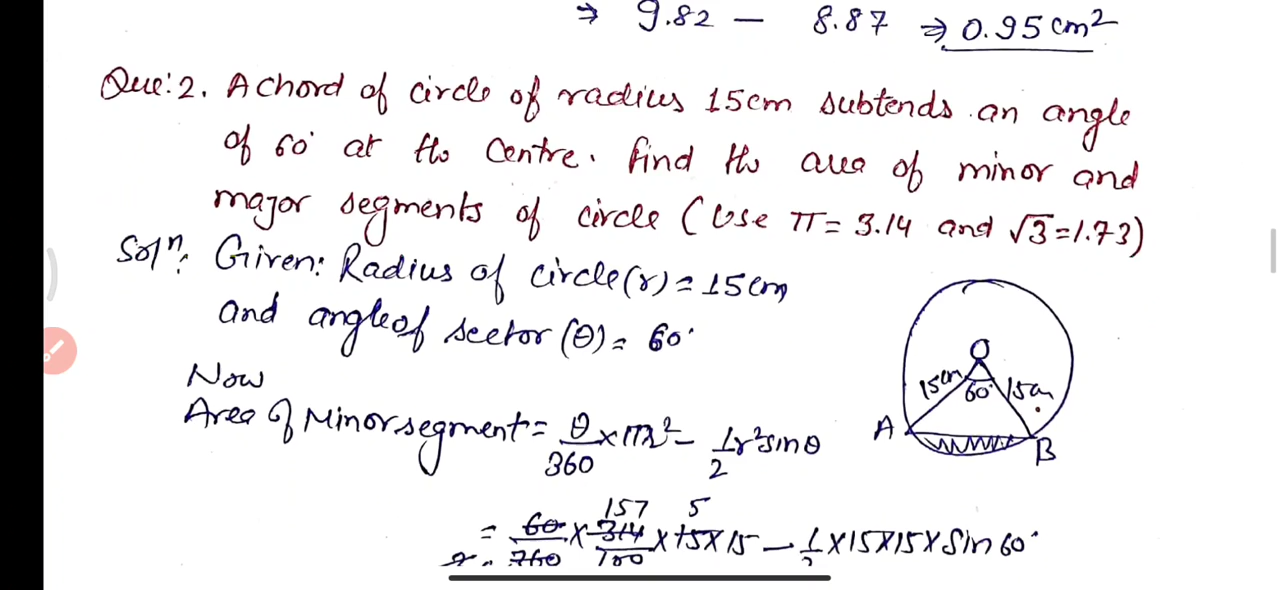 ⇒ 9.82 - 8.87 ⇒ 0.95 cm²
Que:2. A chord of circle of radius 15cm subtends an angle
of 60° at the centre. find the area of minor and
major segments of circle (Use π = 3.14 and √3=1.73)
Solⁿ: Given: Radius of circle(r) = 15cm
and angle of sector (θ) = 60°
Now
Area of Minor segment = θ/360 × πr² - 1/2 r² sinθ
= 60/360 × 314/100 × 15 × 15 - 1/2 × 15 × 15 × Sin 60°
157 5
O
15cm 60° 15cm
A B